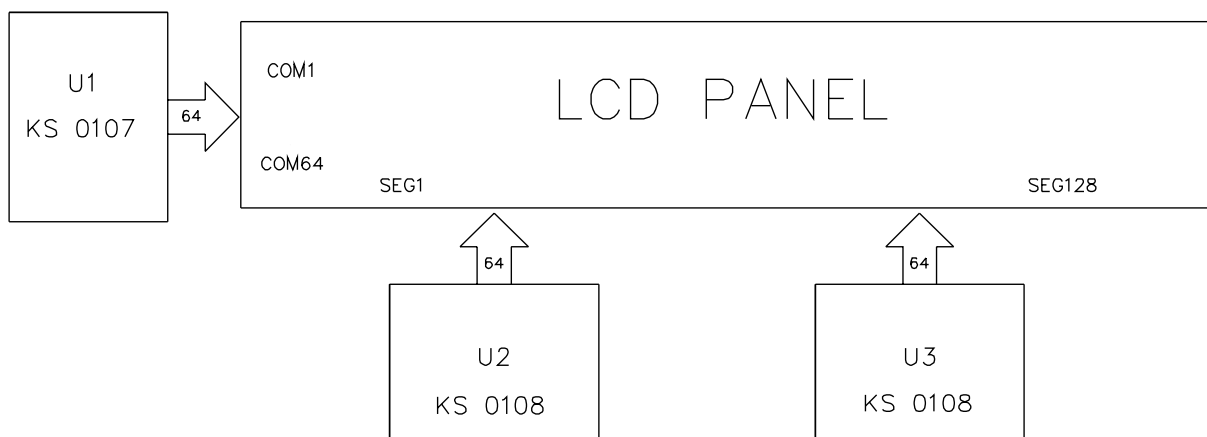 U1
KS 0107
64
COM1
LCD PANEL
COM64
SEG1
SEG128
64
64
U2
KS 0108
U3
KS 0108